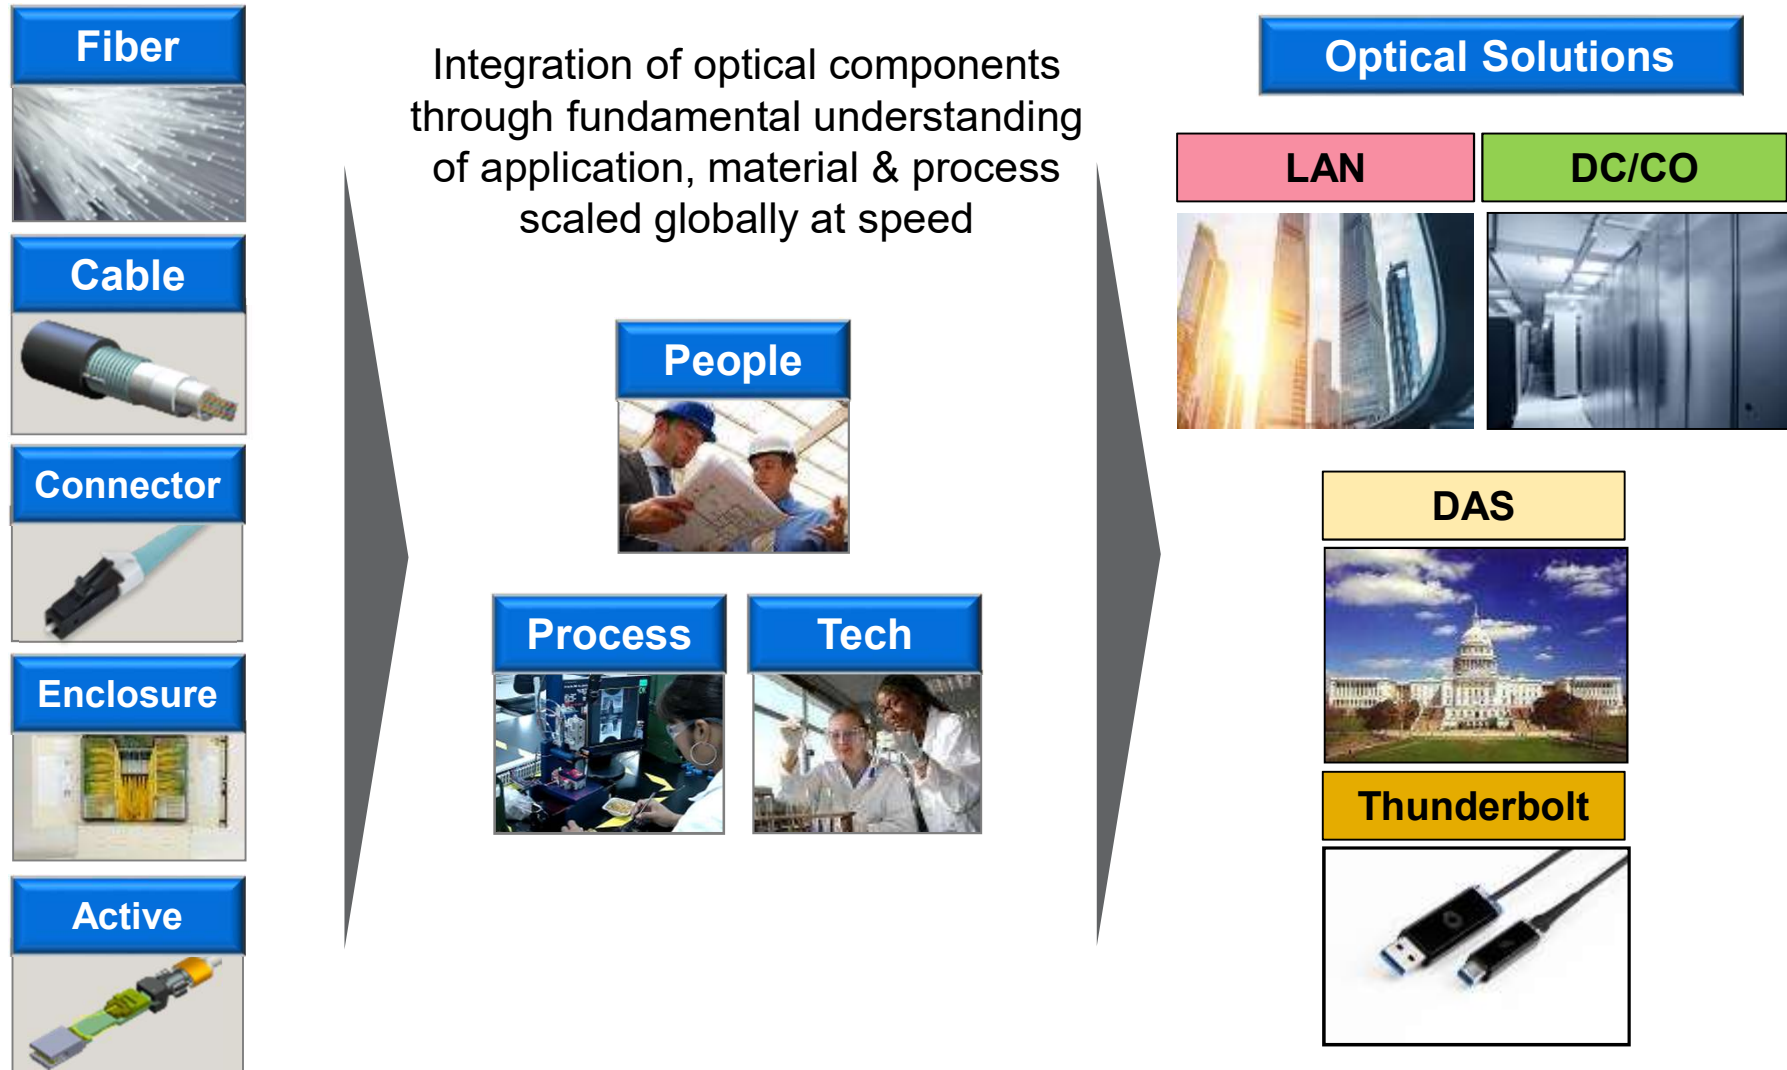 Fiber
Cable
Connector
Enclosure
Active
Integration of optical components
through fundamental understanding
of application, material & process
scaled globally at speed
People
Process
Tech
Optical Solutions
LAN
DC/CO
DAS
Thunderbolt